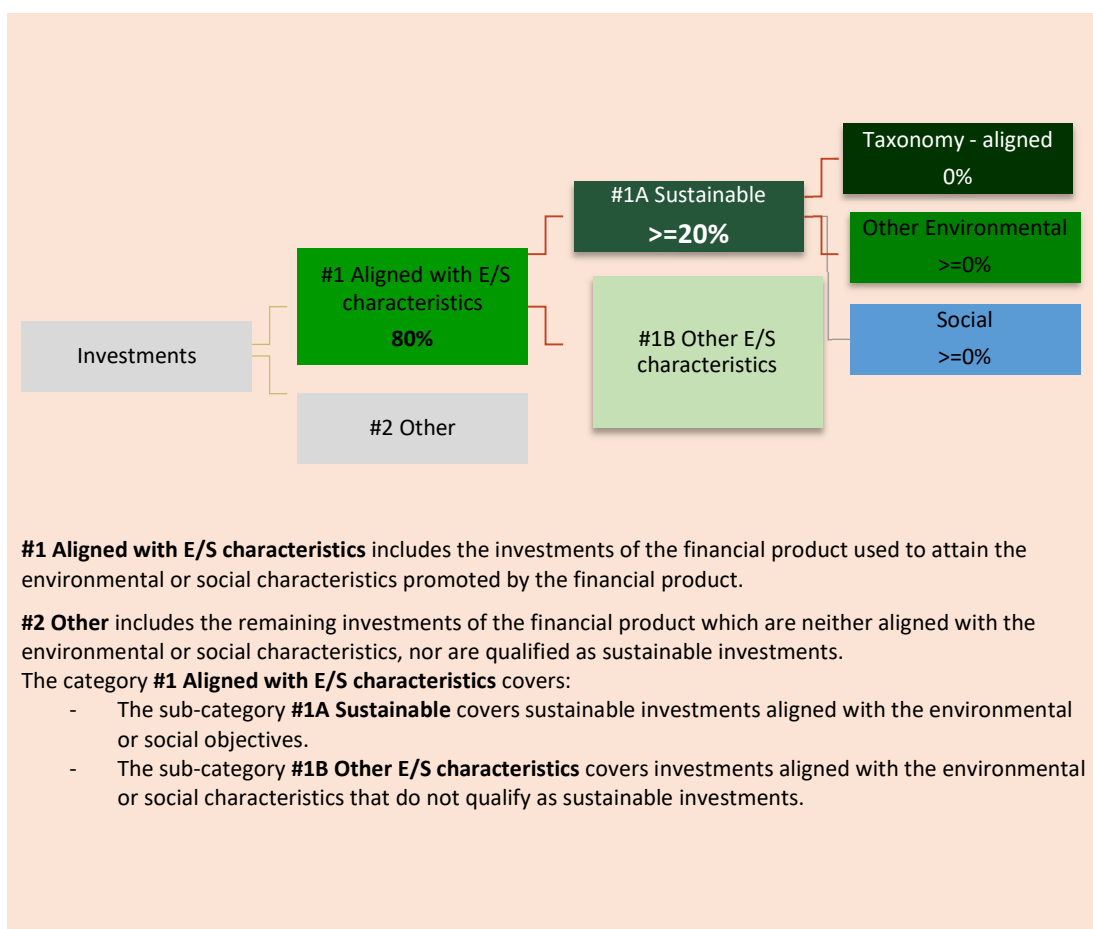 Taxonomy - aligned
0%
#1A Sustainable
>=20%
Other Environmental
>=0%
#1 Aligned with E/S
characteristics
80%
Social
>=0%
#1B Other E/S
characteristics
Investments
#2 Other
#1 Aligned with E/S characteristics includes the investments of the financial product used to attain the
environmental or social characteristics promoted by the financial product.
#2 Other includes the remaining investments of the financial product which are neither aligned with the
environmental or social characteristics, nor are qualified as sustainable investments.
The category #1 Aligned with E/S characteristics covers:
- The sub-category #1A Sustainable covers sustainable investments aligned with the environmental
or social objectives.
- The sub-category #1B Other E/S characteristics covers investments aligned with the environmental
or social characteristics that do not qualify as sustainable investments.